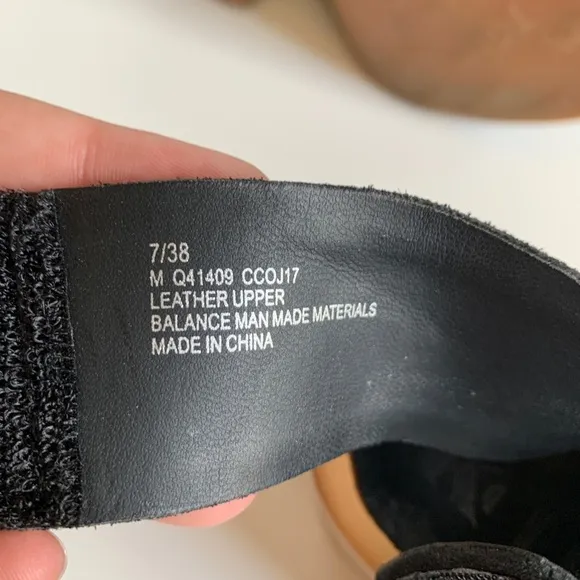 7/38
M Q41409 CCOJ17
LEATHER UPPER
BALANCE MAN MADE MATERIALS
MADE IN CHINA